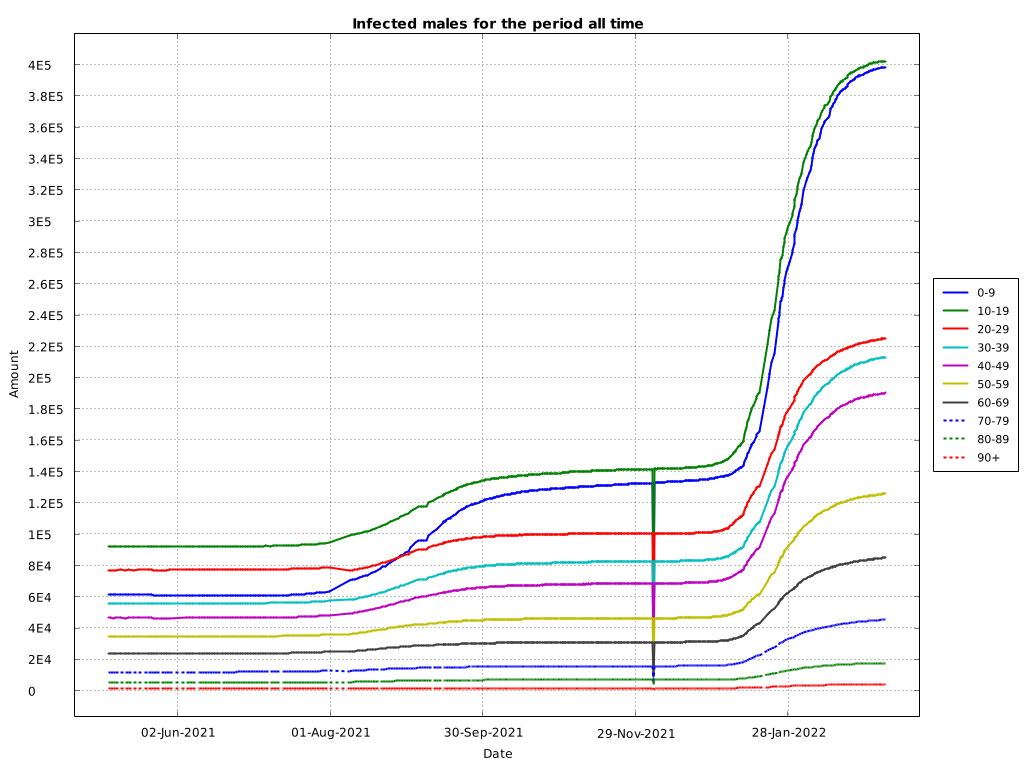 Infected males for the period all time
Amount
4E5
3.8E5
3.6E5
3.4E5
3.2E5
3E5
2.8E5
2.6E5
2.4E5
2.2E5
2E5
1.8E5
1.6E5
1.4E5
1.2E5
1E5
8E4
6E4
4E4
2E4
0
02-Jun-2021
01-Aug-2021
30-Sep-2021
29-Nov-2021
28-Jan-2022
Date
0-9
10-19
20-29
30-39
40-49
50-59
60-69
70-79
80-89
90+